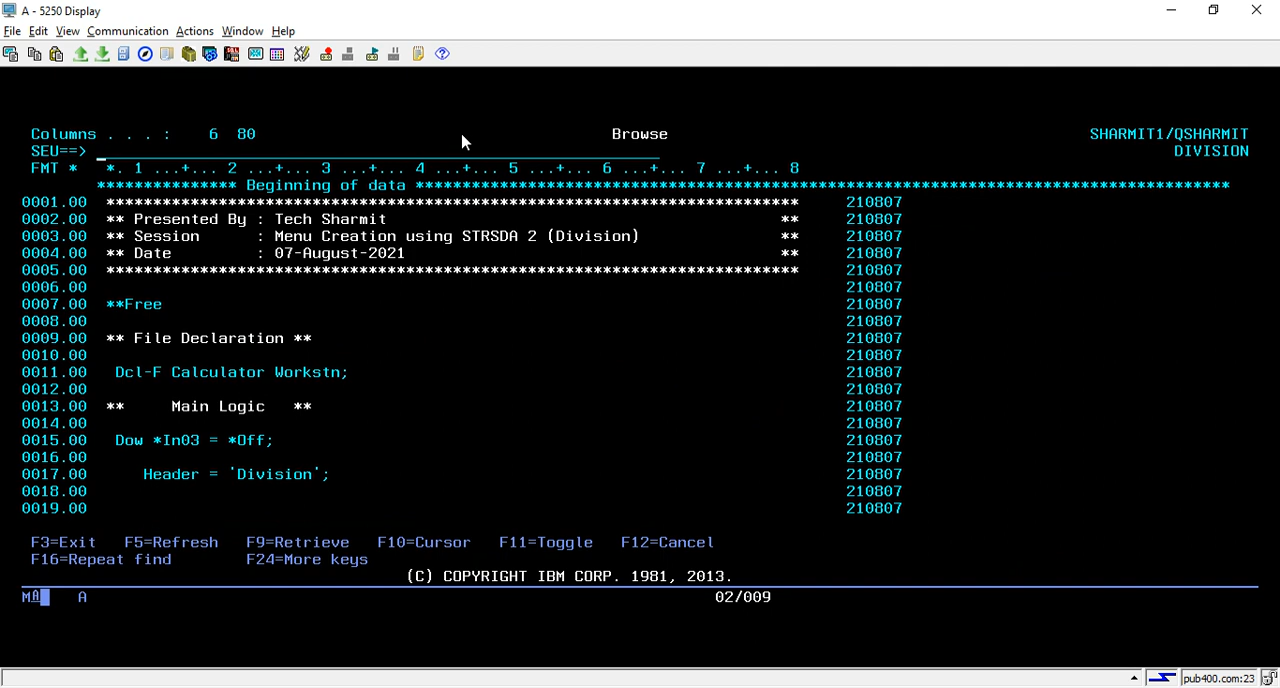 A - 5250 Display
File Edit View Communication Actions Window Help
Columns . . . :    6  80                                      Browse                                             SHARMIT1/QSHARMIT
SEU==>                                                                                                          DIVISION
FMT *  *. 1 ...+... 2 ...+... 3 ...+... 4 ...+... 5 ...+... 6 ...+... 7 ...+... 8
*************** Beginning of data ***************************************************************************************
0001.00 **************************************************************************      210807
0002.00 ** Presented By : Tech Sharmit                                          **      210807
0003.00 ** Session      : Menu Creation using STRSDA 2 (Division)               **      210807
0004.00 ** Date         : 07-August-2021                                        **      210807
0005.00 **************************************************************************      210807
0006.00                                                                                 210807
0007.00 **Free                                                                          210807
0008.00                                                                                 210807
0009.00 ** File Declaration **                                                          210807
0010.00                                                                                 210807
0011.00  Dcl-F Calculator Workstn;                                                      210807
0012.00                                                                                 210807
0013.00 **     Main Logic   **                                                          210807
0014.00                                                                                 210807
0015.00  Dow *In03 = *Off;                                                              210807
0016.00                                                                                 210807
0017.00     Header = 'Division';                                                        210807
0018.00                                                                                 210807
0019.00                                                                                 210807
F3=Exit   F5=Refresh   F9=Retrieve   F10=Cursor   F11=Toggle   F12=Cancel
F16=Repeat find        F24=More keys
(C) COPYRIGHT IBM CORP. 1981, 2013.
MA    A    02/009
pub400.com:23